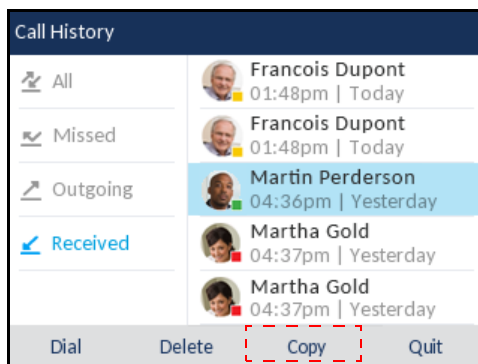 Call History
All
Missed
Outgoing
Received
Francois Dupont
01:48pm | Today
Francois Dupont
01:48pm | Today
Martin Perderson
04:36pm | Yesterday
Martha Gold
04:37pm | Yesterday
Martha Gold
04:37pm | Yesterday
Dial Delete Copy Quit